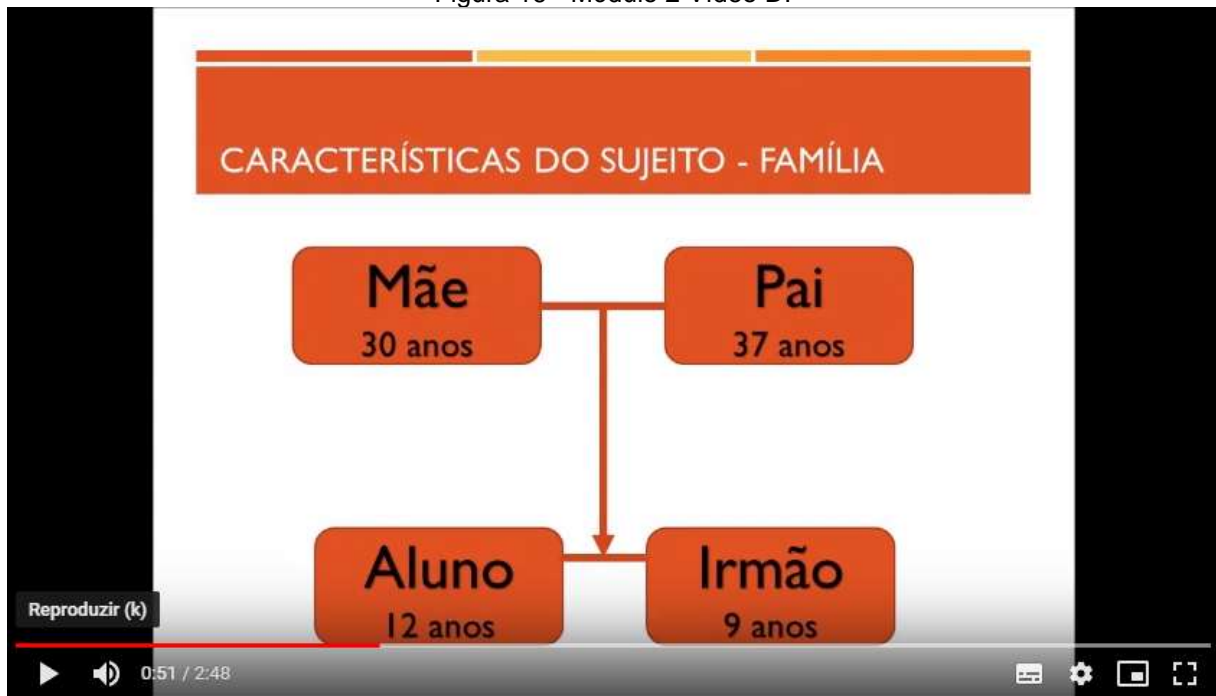 CARACTERÍSTICAS DO SUJEITO - FAMÍLIA
Mãe
30 anos
Pai
37 anos
Aluno
12 anos
Irmão
9 anos
Reproduzir (k)
0:51 / 2:48